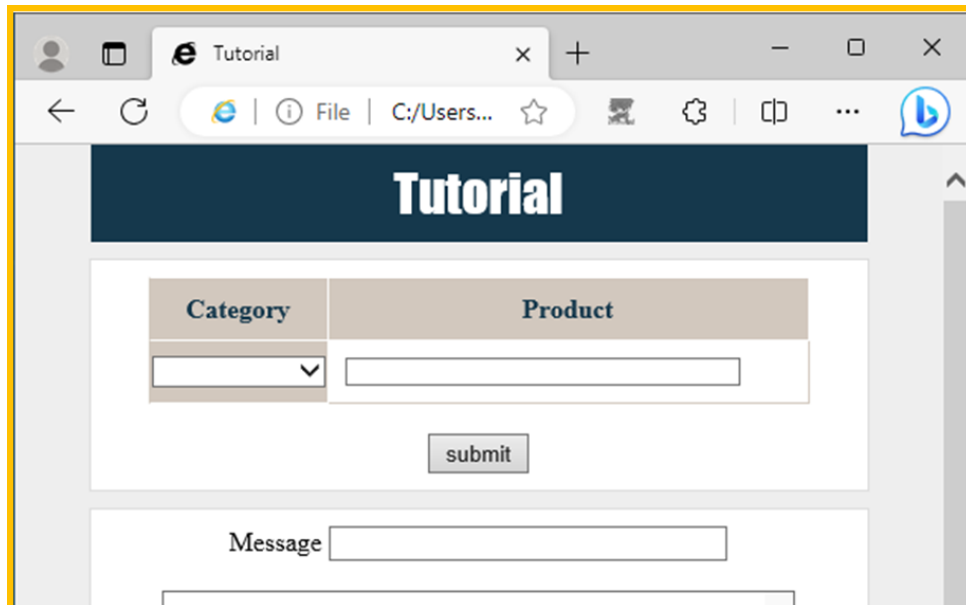 Tutorial
File C:/Users...
Tutorial
Category Product
submit
Message